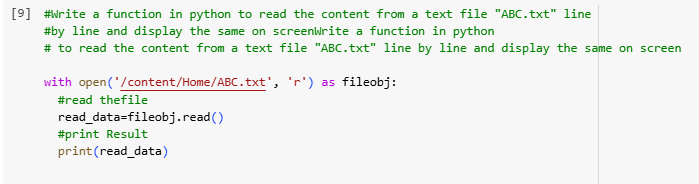 [9] #Write a function in python to read the content from a text file "ABC.txt" line
#by line and display the same on screenWrite a function in python
# to read the content from a text file "ABC.txt" line by line and display the same on screen
with open('/content/Home/ABC.txt', 'r') as fileobj:
#read thefile
read_data=fileobj.read()
#print Result
print(read_data)